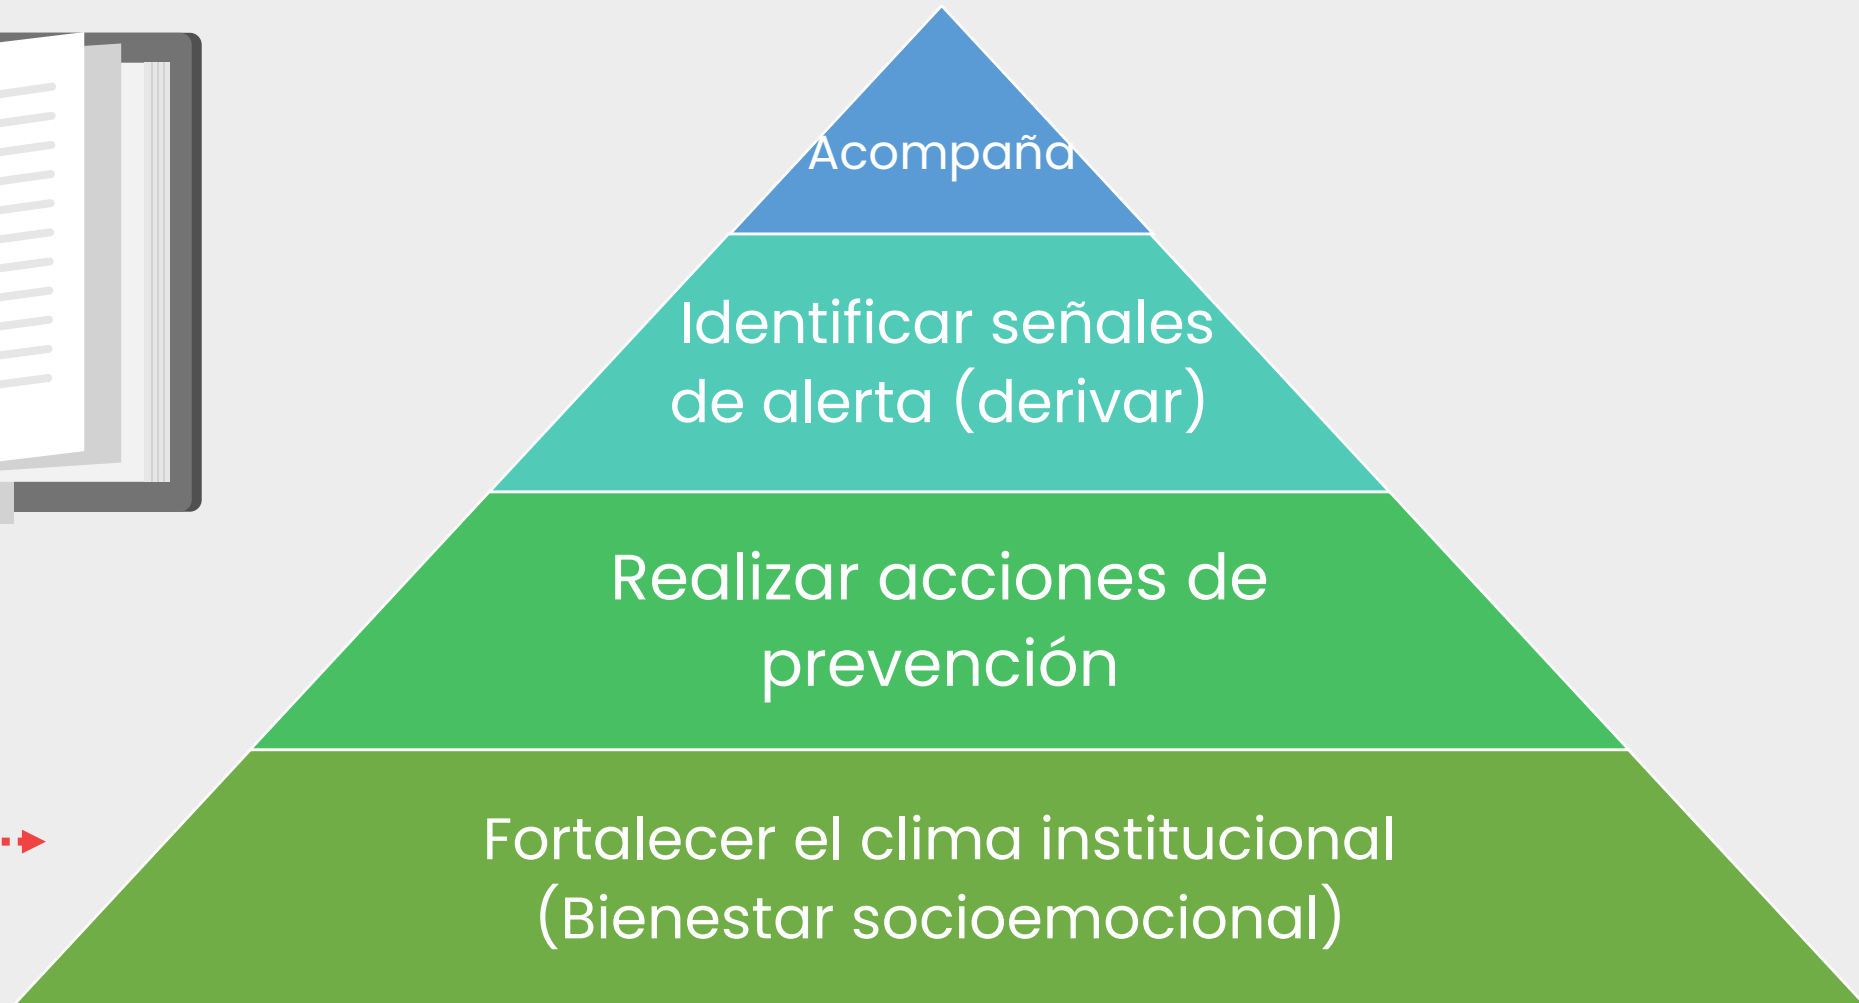 Acompaña
Identificar señales
de alerta (derivar)
Realizar acciones de
prevención
Fortalecer el clima institucional
(Bienestar socioemocional)